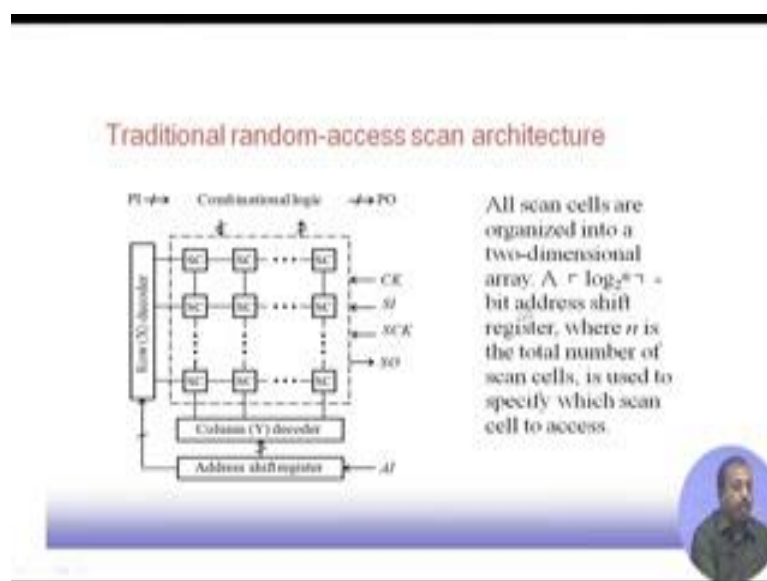 Traditional random-access scan architecture
PI PO
Combinational logic
SC SC ... SC
SC SC ... SC
SC SC ... SC
Row (X) decoder
CK
SI
SCK
SO
Column (Y) decoder
Address shift register
AI
All scan cells are
organized into a
two-dimensional
array. A ⌈ log₂ⁿ ⌉ -
bit address shift
register, where n is
the total number of
scan cells, is used to
specify which scan
cell to access.